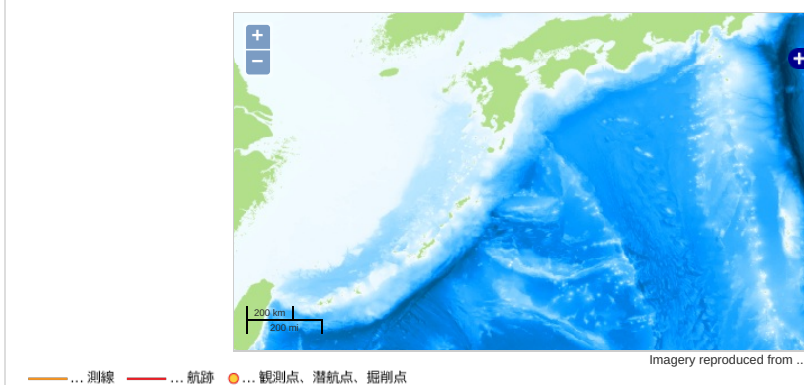 +
−
+
200 km
200 mi
Imagery reproduced from ...
... 測線 ... 航跡 ... 観測点、潜航点、掘削点